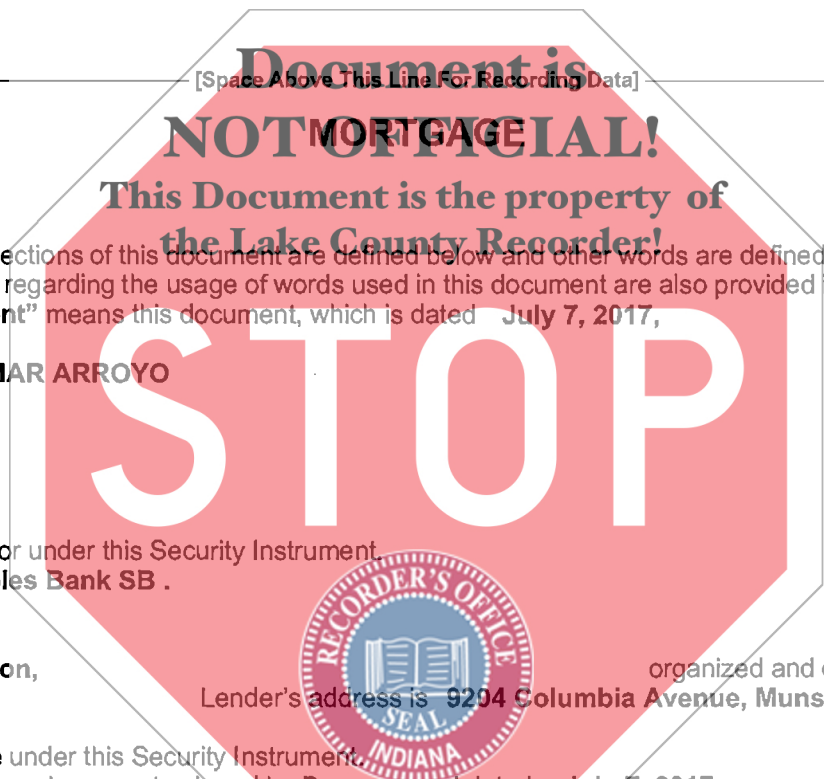 Document is
[Space Above This Line For Recording Data]
MORTGAGE
NOT OFFICIAL!
This Document is the property of
the Lake County Recorder!
ections of this document are defined below and other words are defined
regarding the usage of words used in this document are also provided
nt” means this document, which is dated July 7, 2017,
ARROYO
STOP
or under this Security Instrument.
les Bank SB .
RECORDER'S OFFICE
on,
organized and
Lender's address is 9204 Columbia Avenue, Muns
SEAL
INDIANA
under this Security Instrument.